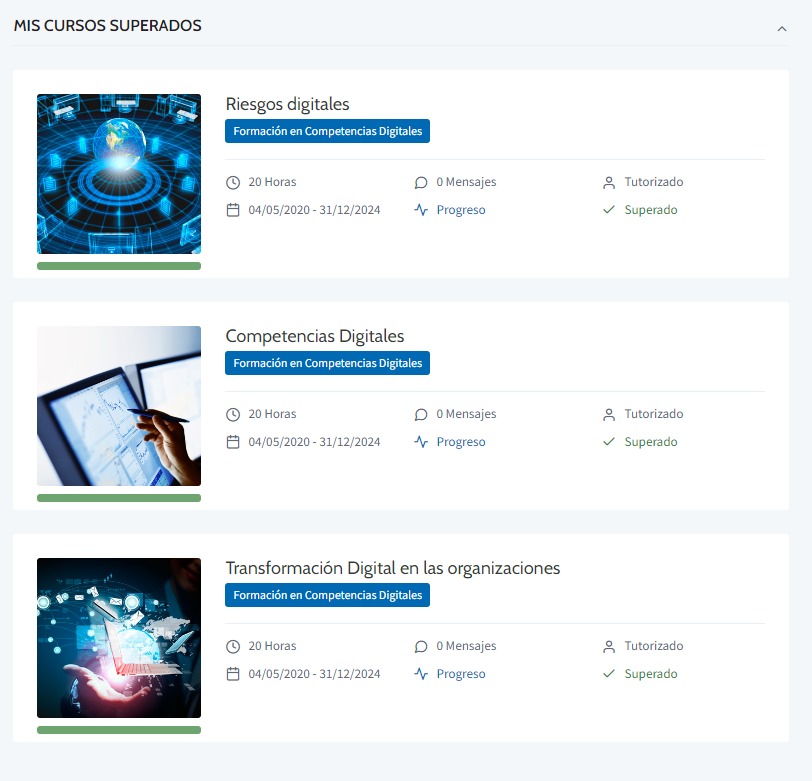 MIS CURSOS SUPERADOS
Riesgos digitales
Formación en Competencias Digitales
20 Horas 0 Mensajes Tutorizado
04/05/2020 - 31/12/2024 Progreso Superado
Competencias Digitales
Formación en Competencias Digitales
20 Horas 0 Mensajes Tutorizado
04/05/2020 - 31/12/2024 Progreso Superado
Transformación Digital en las organizaciones
Formación en Competencias Digitales
20 Horas 0 Mensajes Tutorizado
04/05/2020 - 31/12/2024 Progreso Superado